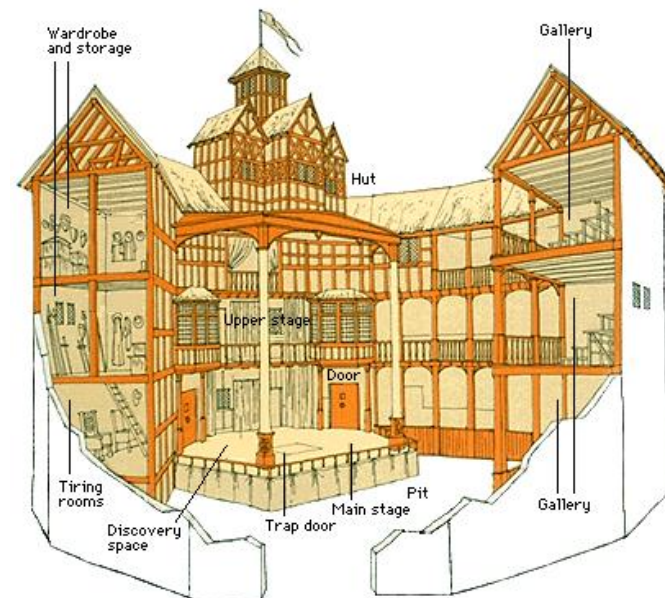 Wardrobe
and storage
Gallery
Hut
Upper stage
Door
Tiring
rooms
Discovery
space
Trap door
Main stage
Pit
Gallery